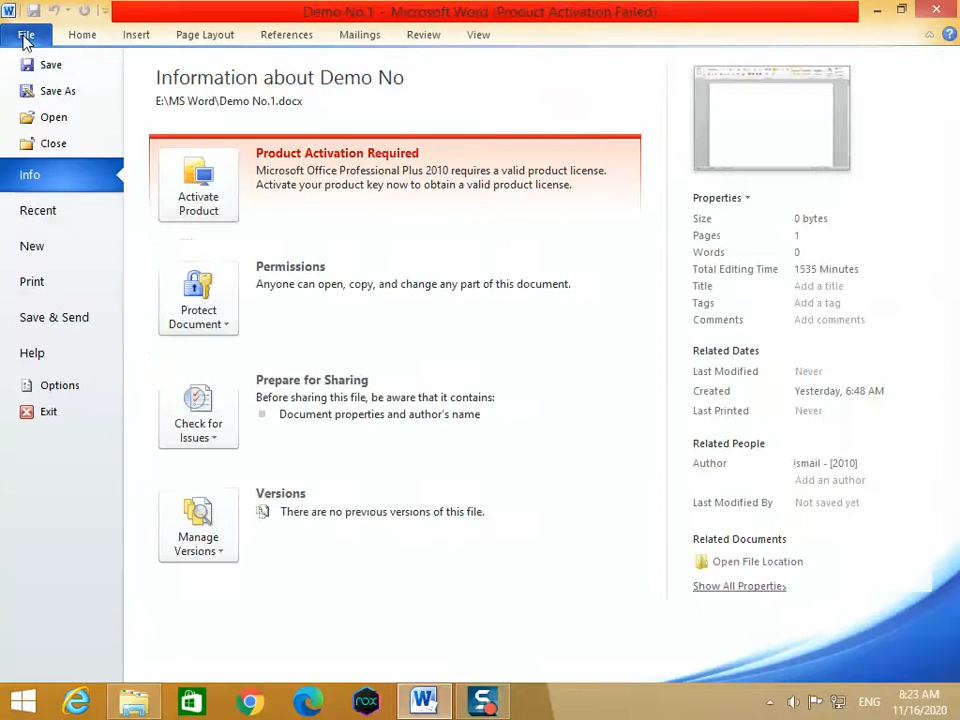 Demo No.1 - Microsoft Word (Product Activation Failed)
File Home Insert Page Layout References Mailings Review View
Save
Save As
Open
Close
Info
Recent
New
Print
Save & Send
Help
Options
Exit
Information about Demo No
E:\MS Word\Demo No.1.docx
Activate
Product
Product Activation Required
Microsoft Office Professional Plus 2010 requires a valid product license.
Activate your product key now to obtain a valid product license.
Protect
Document
Permissions
Anyone can open, copy, and change any part of this document.
Check for
Issues
Prepare for Sharing
Before sharing this file, be aware that it contains:
Document properties and author's name
Manage
Versions
Versions
There are no previous versions of this file.
Properties
Size 0 bytes
Pages 1
Words 0
Total Editing Time 1535 Minutes
Title Add a title
Tags Add a tag
Comments Add comments
Related Dates
Last Modified Never
Created Yesterday, 6:48 AM
Last Printed Never
Related People
Author ismail - [2010]
Add an author
Last Modified By Not saved yet
Related Documents
Open File Location
Show All Properties
nox
ENG
8:23 AM
11/16/2020